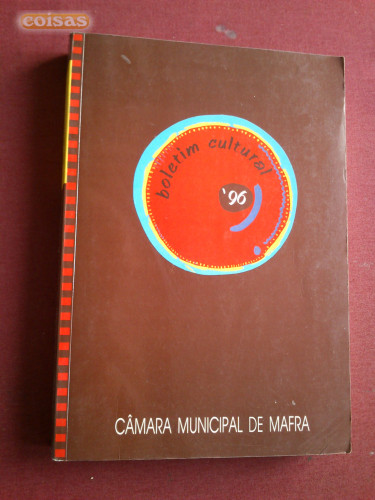 coisas
boletim cultural
'96
CÂMARA MUNICIPAL DE MAFRA